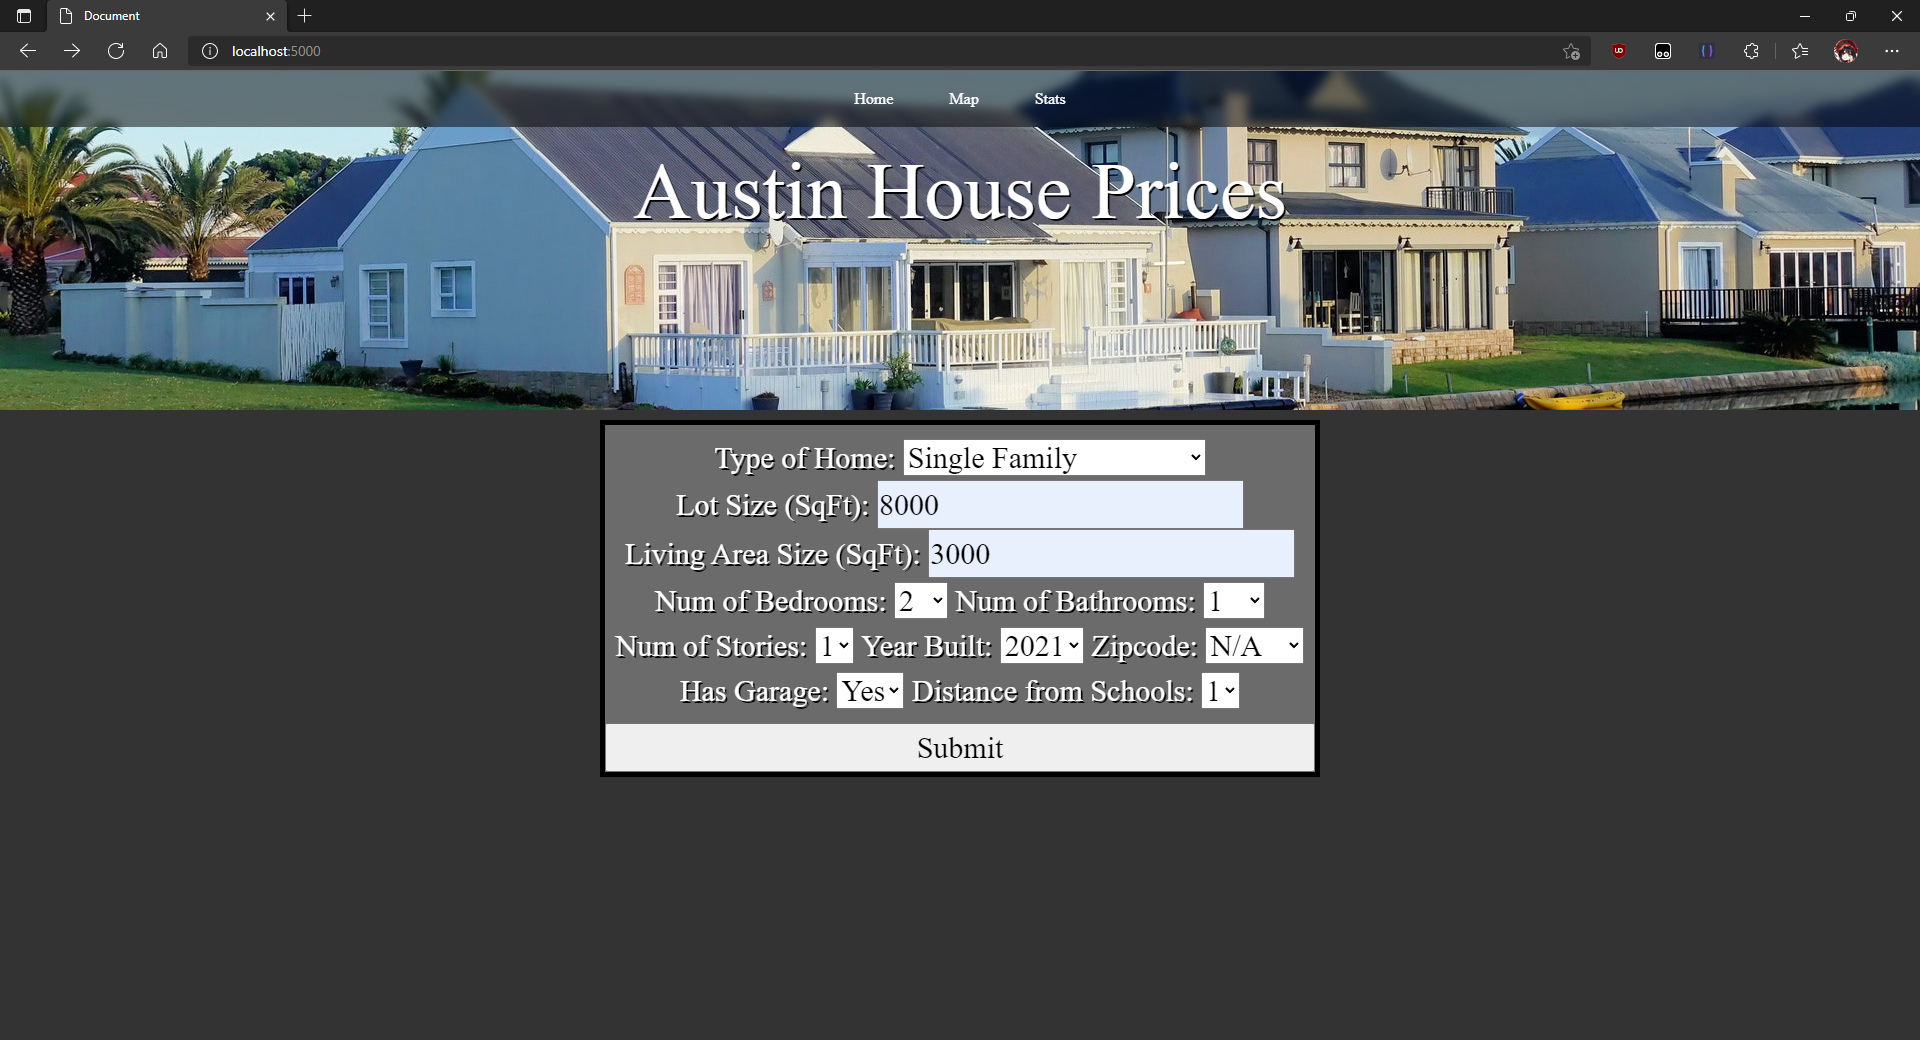 Document
localhost:5000
Home Map Stats
Austin House Prices
Type of Home: Single Family
Lot Size (SqFt): 8000
Living Area Size (SqFt): 3000
Num of Bedrooms: 2 Num of Bathrooms: 1
Num of Stories: 1 Year Built: 2021 Zipcode: N/A
Has Garage: Yes Distance from Schools: 1
Submit